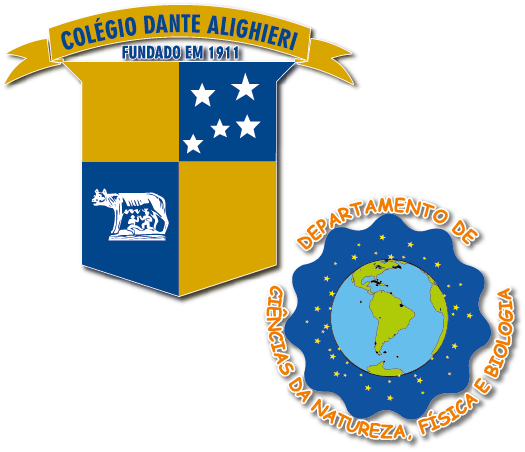 COLÉGIO DANTE ALIGHIERI
FUNDADO EM 1911
DEPARTAMENTO DE
CIÊNCIAS DA NATUREZA, FÍSICA E BIOLOGIA